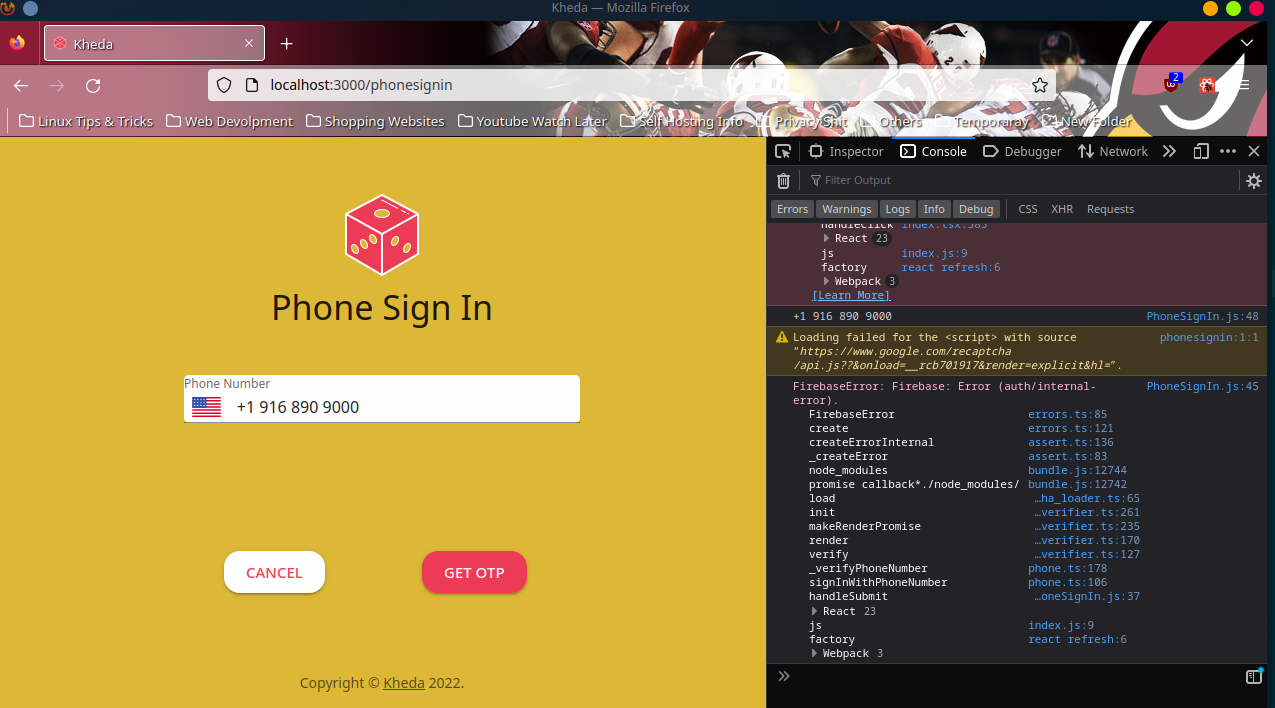 Kheda — Mozilla Firefox
Kheda
localhost:3000/phonesignin
2
Linux Tips & Tricks Web Devolpment Shopping Websites Youtube Watch Later Self Hosting Info Privacy Shit Others Temporaray New Folder
Inspector Console Debugger Network
Filter Output
Errors Warnings Logs Info Debug CSS XHR Requests
handleClick index.tsx:385
React 23
js index.js:9
factory react refresh:6
Webpack 3
[Learn More]
+1 916 890 9000 PhoneSignIn.js:48
Loading failed for the <script> with source phonesignin:1:1
"https://www.google.com/recaptcha
/api.js??&onload=__rcb701917&render=explicit&hl=".
FirebaseError: Firebase: Error (auth/internal- PhoneSignIn.js:45
error).
FirebaseError errors.ts:85
create errors.ts:121
createErrorInternal assert.ts:136
_createError assert.ts:83
node_modules bundle.js:12744
promise callback*./node_modules/ bundle.js:12742
load …ha_loader.ts:65
init …verifier.ts:261
makeRenderPromise …verifier.ts:235
render …verifier.ts:170
verify …verifier.ts:127
_verifyPhoneNumber phone.ts:178
signInWithPhoneNumber phone.ts:106
handleSubmit …oneSignIn.js:37
React 23
js index.js:9
factory react refresh:6
Webpack 3
Phone Sign In
Phone Number
+1 916 890 9000
CANCEL GET OTP
Copyright © Kheda 2022.